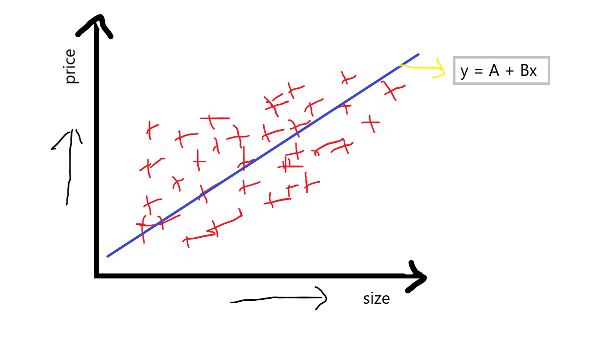 price
y = A + Bx
size